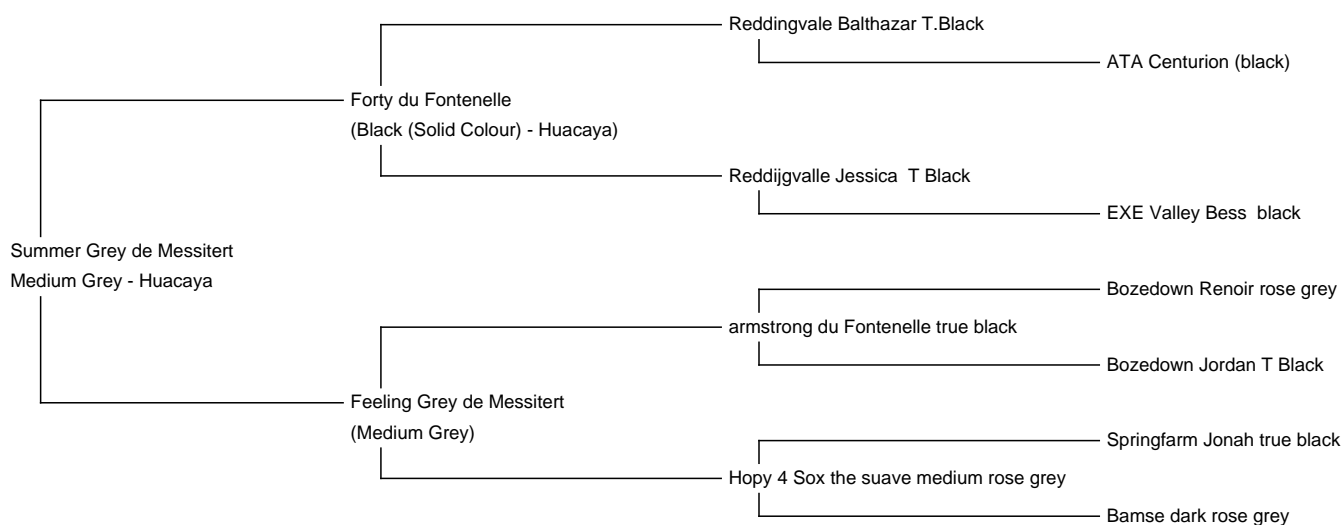 Reddingvale Balthazar T.Black
ATA Centurion (black)
Forty du Fontenelle
(Black (Solid Colour) - Huacaya)
Reddijgvalle Jessica  T Black
EXE Valley Bess  black
Summer Grey de Messitert
Medium Grey - Huacaya
Bozedown Renoir rose grey
armstrong du Fontenelle true black
Bozedown Jordan T Black
Feeling Grey de Messitert
(Medium Grey)
Springfarm Jonah true black
Hopy 4 Sox the suave medium rose grey
Bamse dark rose grey